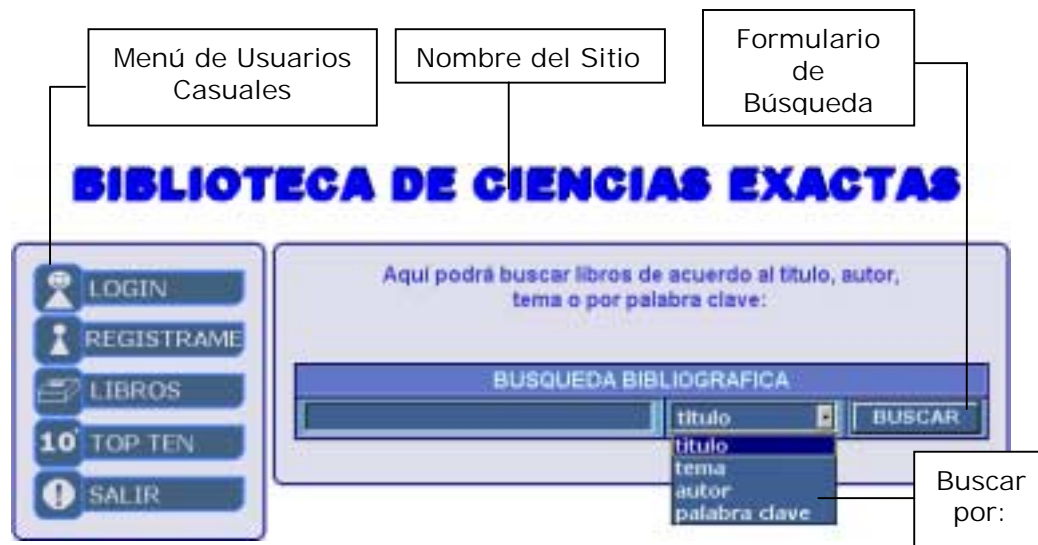 Menú de Usuarios
Casuales
Nombre del Sitio
Formulario
de
Búsqueda
BIBLIOTECA DE CIENCIAS EXACTAS
LOGIN
REGISTRAME
LIBROS
10 TOP TEN
SALIR
Aquí podrá buscar libros de acuerdo al título, autor,
tema o por palabra clave:
BUSQUEDA BIBLIOGRAFICA
titulo
BUSCAR
titulo
tema
autor
palabra clave
Buscar
por: